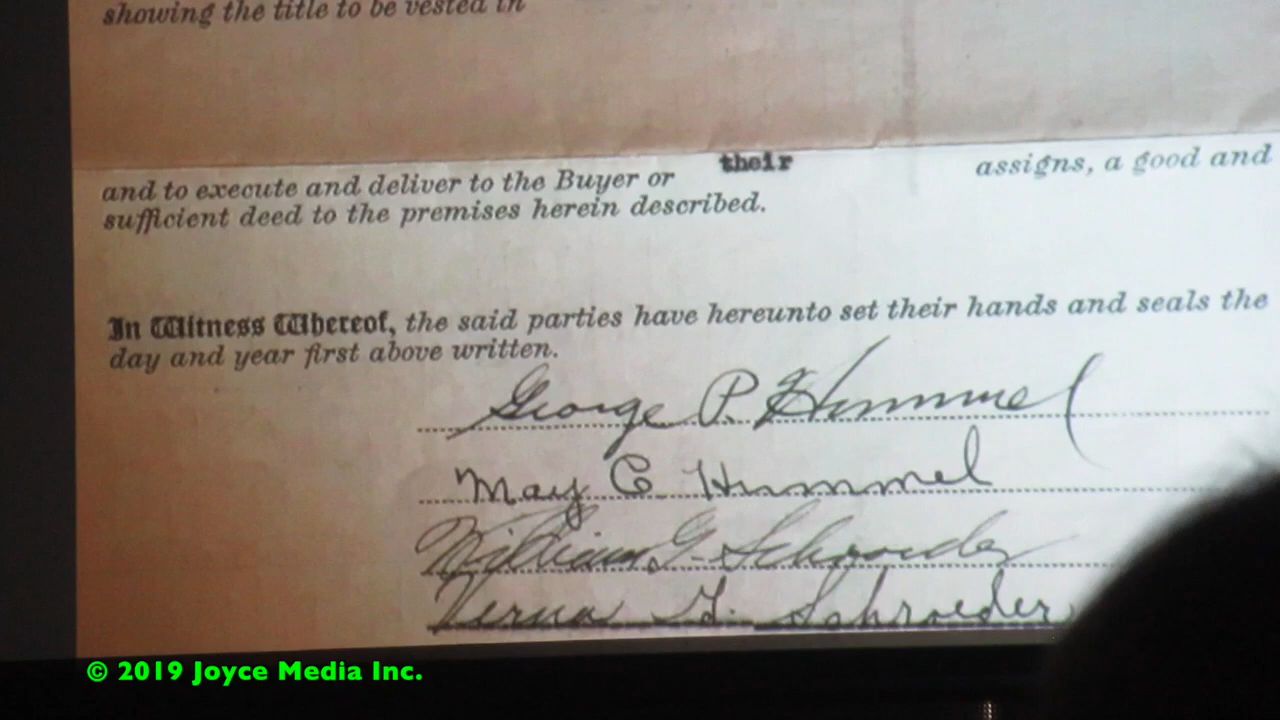 showing the title to be vested in
their
and to execute and deliver to the Buyer or assigns, a good and
sufficient deed to the premises herein described.
In Witness Whereof, the said parties have hereunto set their hands and seals the
day and year first above written.
George P. Hummel
May C Hummel
William G. Schroeder
Verna G. Schroeder
© 2019 Joyce Media Inc.